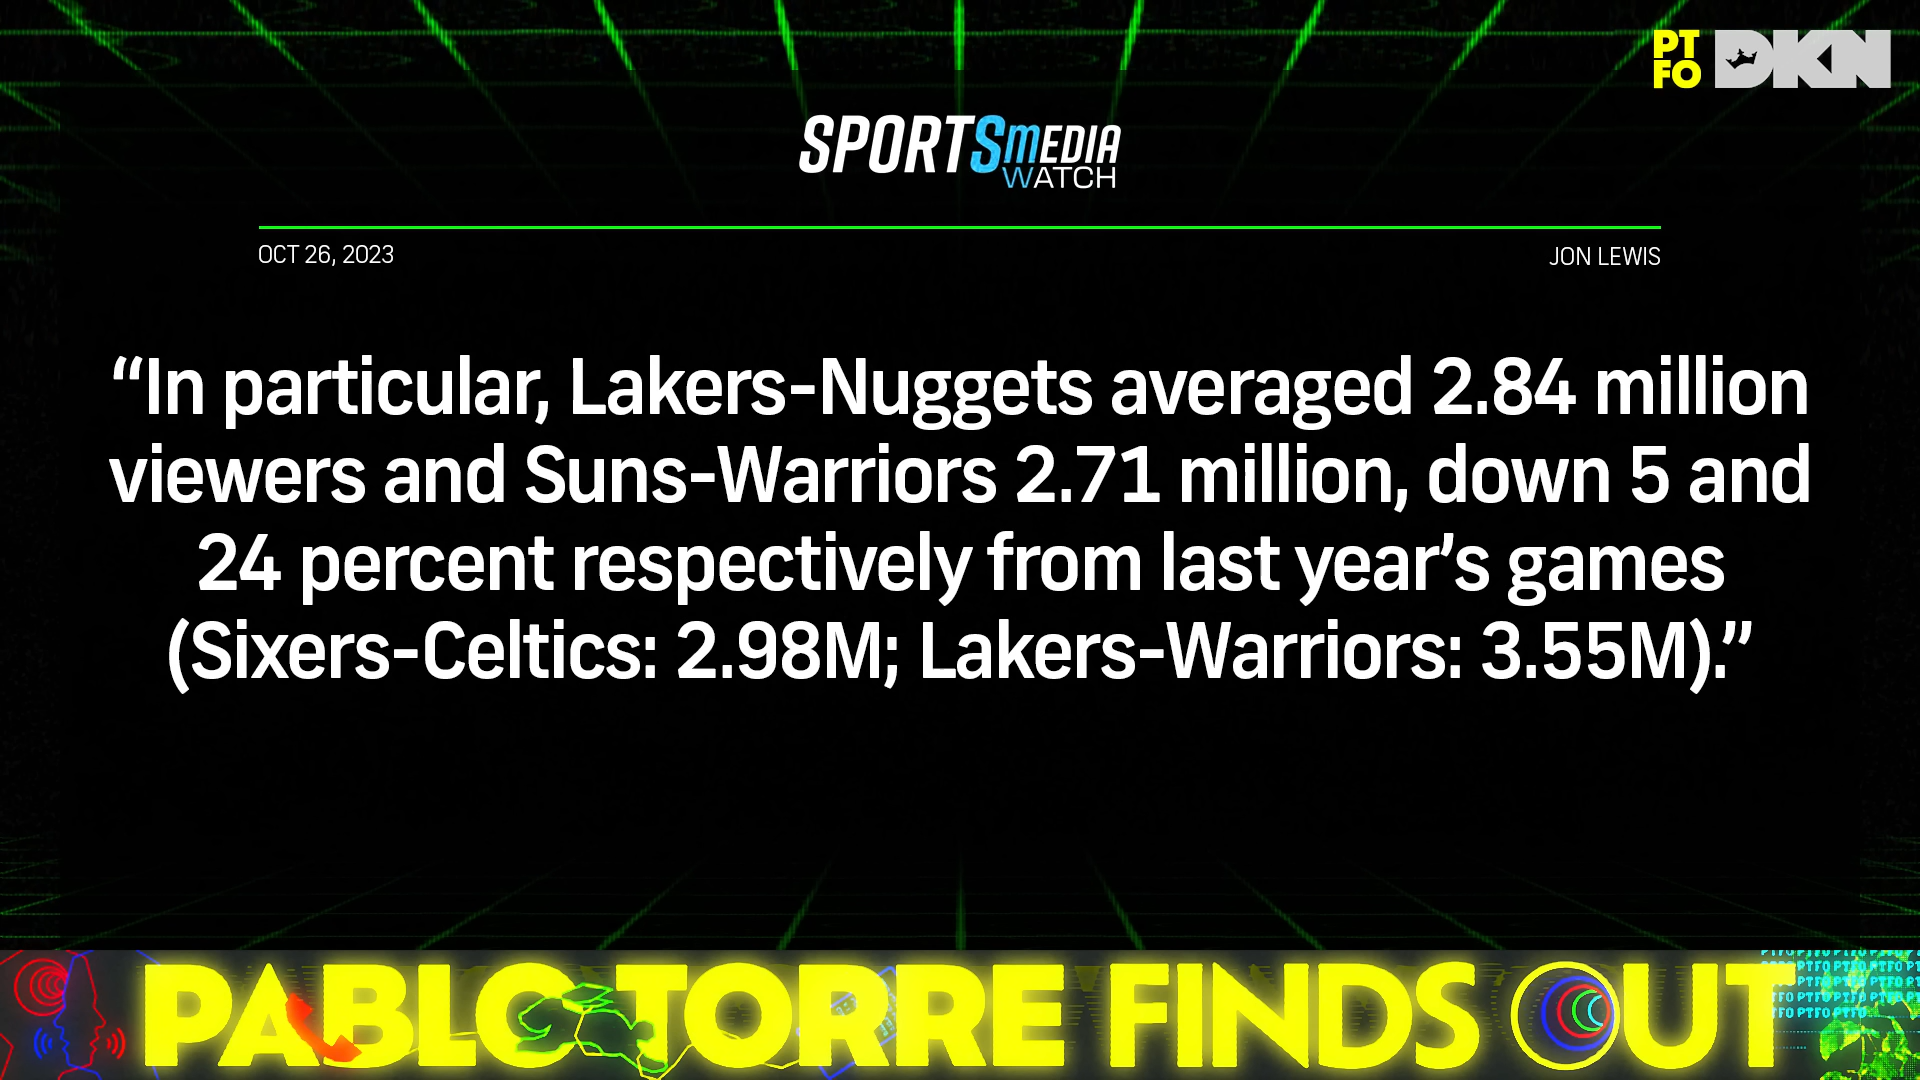 PT
FO
DKN
SPORTSMEDIA
WATCH
OCT 26, 2023
JON LEWIS
“In particular, Lakers-Nuggets averaged 2.84 million
viewers and Suns-Warriors 2.71 million, down 5 and
24 percent respectively from last year’s games
(Sixers-Celtics: 2.98M; Lakers-Warriors: 3.55M).”
PABLO TORRE FINDS OUT